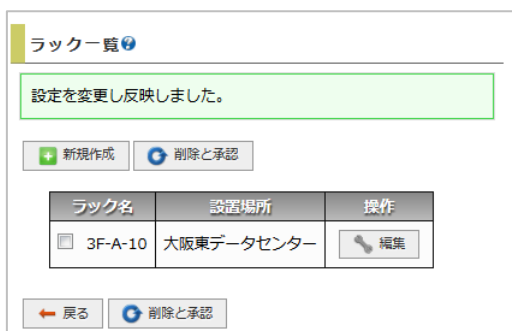 ラック一覧?
設定を変更し反映しました。
新規作成 削除と承認
ラック名 設置場所 操作
3F-A-10 大阪東データセンター 編集
戻る 削除と承認